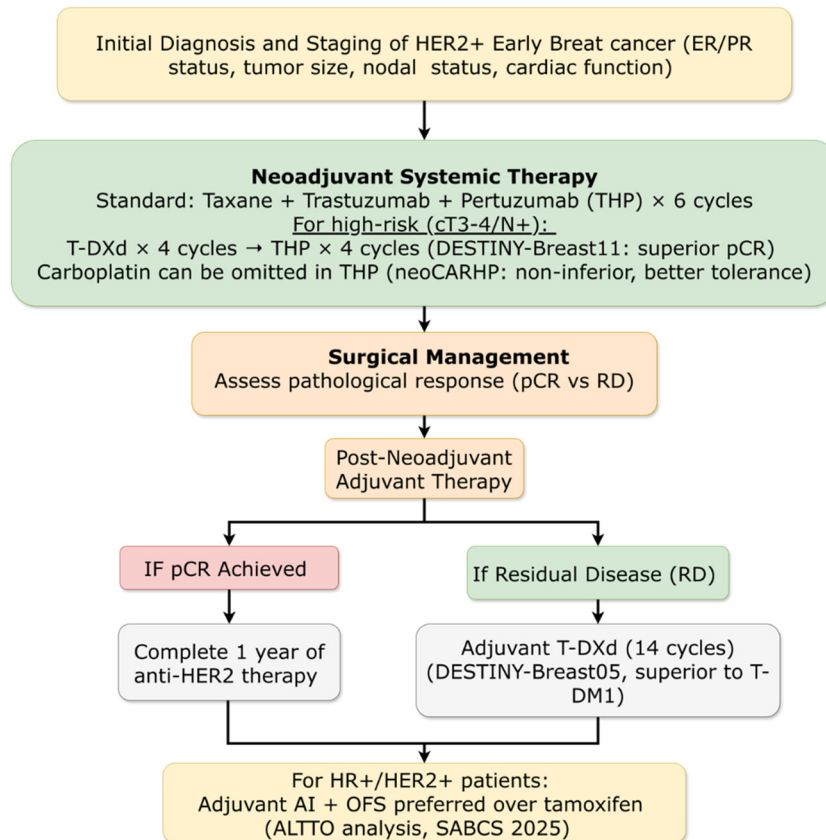 Initial Diagnosis and Staging of HER2+ Early Breat cancer (ER/PR
status, tumor size, nodal status, cardiac function)
Neoadjuvant Systemic Therapy
Standard: Taxane + Trastuzumab + Pertuzumab (THP) × 6 cycles
For high-risk (cT3-4/N+):
T-DXd × 4 cycles → THP × 4 cycles (DESTINY-Breast11: superior pCR)
Carboplatin can be omitted in THP (neoCARHP: non-inferior, better tolerance)
Surgical Management
Assess pathological response (pCR vs RD)
Post-Neoadjuvant
Adjuvant Therapy
IF pCR Achieved
If Residual Disease (RD)
Complete 1 year of
anti-HER2 therapy
Adjuvant T-DXd (14 cycles)
(DESTINY-Breast05, superior to T-
DM1)
For HR+/HER2+ patients:
Adjuvant AI + OFS preferred over tamoxifen
(ALTTO analysis, SABCS 2025)